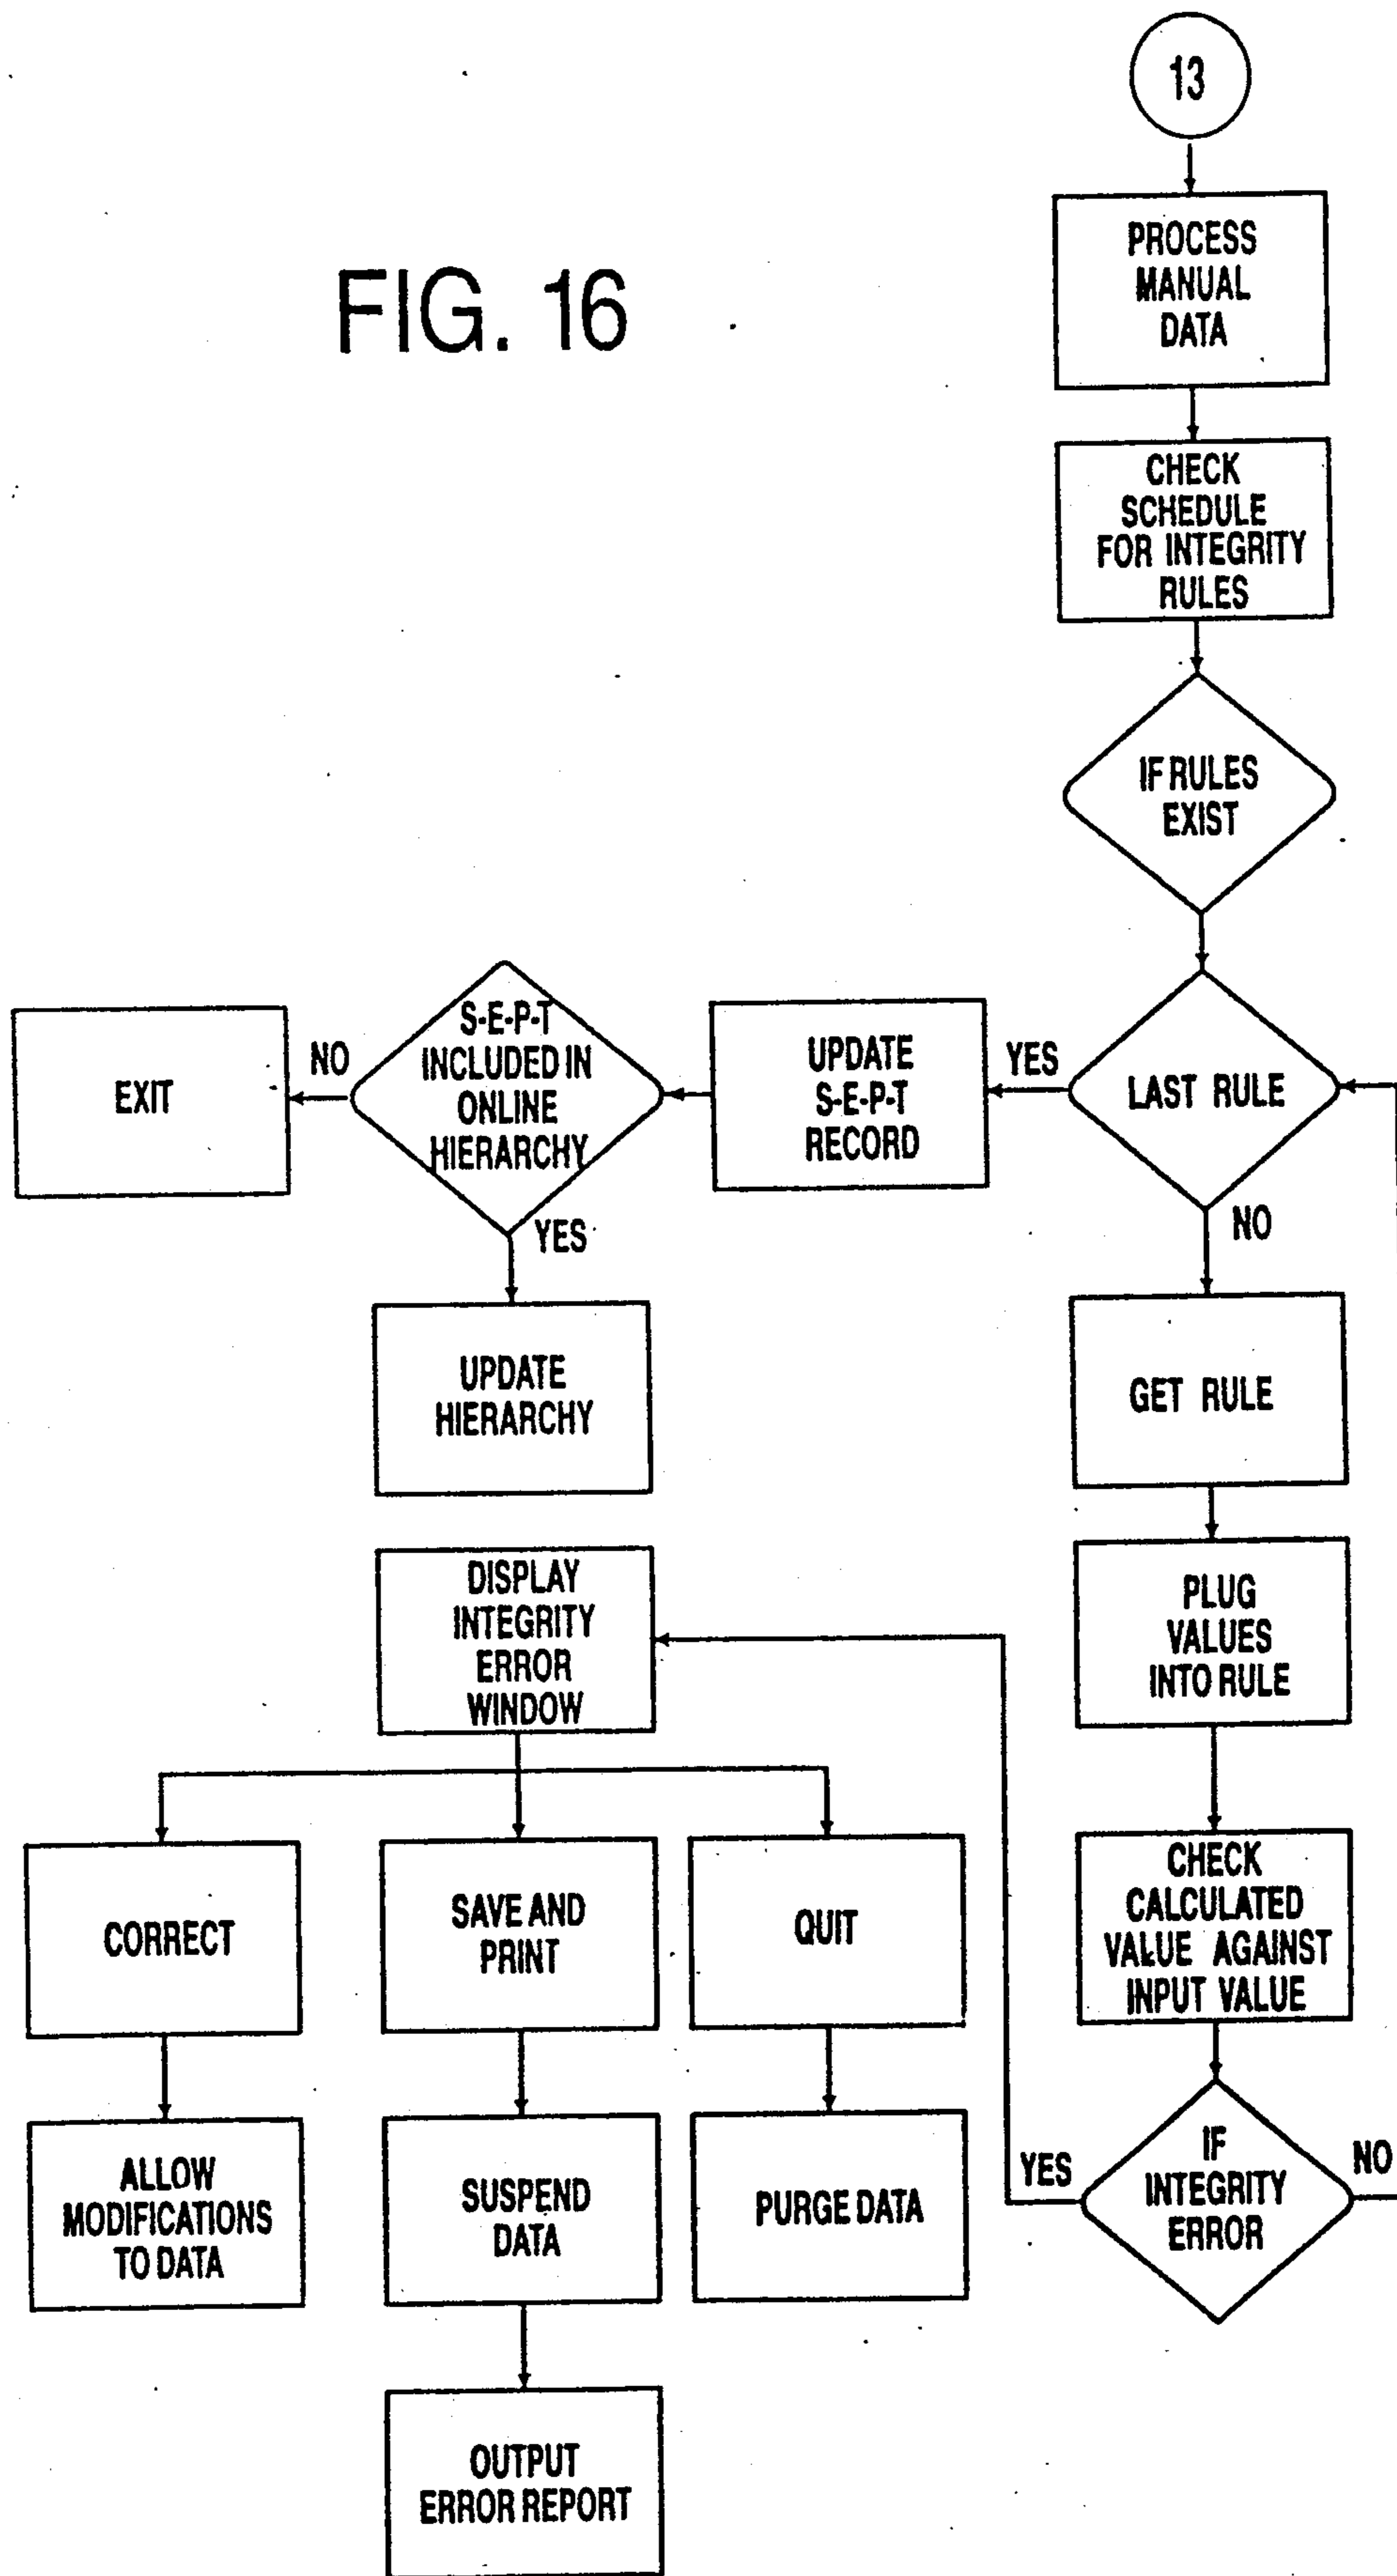 13
PROCESS
MANUAL
DATA
FIG. 16
CHECK
SCHEDULE
FOR INTEGRITY
RULES
IF RULES
EXIST
LAST RULE
YES
NO
UPDATE
S-E-P-T
RECORD
S-E-P-T
INCLUDED IN
ONLINE
HIERARCHY
NO
YES
EXIT
UPDATE
HIERARCHY
GET RULE
PLUG
VALUES
INTO RULE
CHECK
CALCULATED
VALUE AGAINST
INPUT VALUE
IF
INTEGRITY
ERROR
YES
NO
DISPLAY
INTEGRITY
ERROR
WINDOW
CORRECT
SAVE AND
PRINT
QUIT
ALLOW
MODIFICATIONS
TO DATA
SUSPEND
DATA
PURGE DATA
OUTPUT
ERROR REPORT